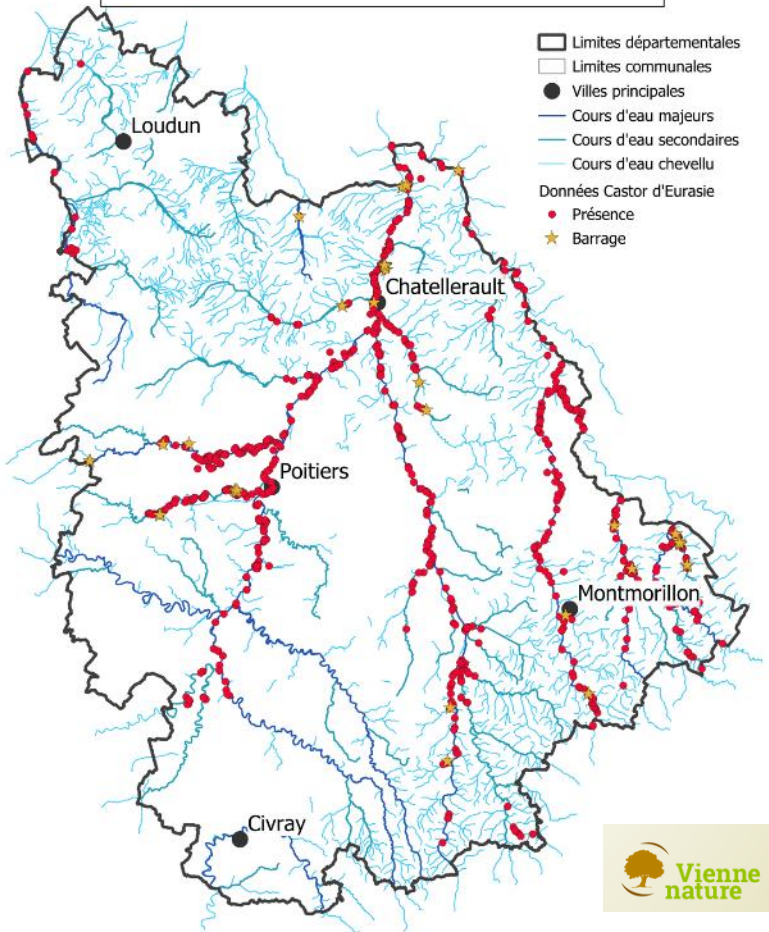 Limites départementales
Limites communales
Villes principales
Cours d'eau majeurs
Cours d'eau secondaires
Cours d'eau chevellu
Données Castor d'Eurasie
Présence
Barrage
Loudun
Chatellerault
Poitiers
Montmorillon
Civray
Vienne
nature